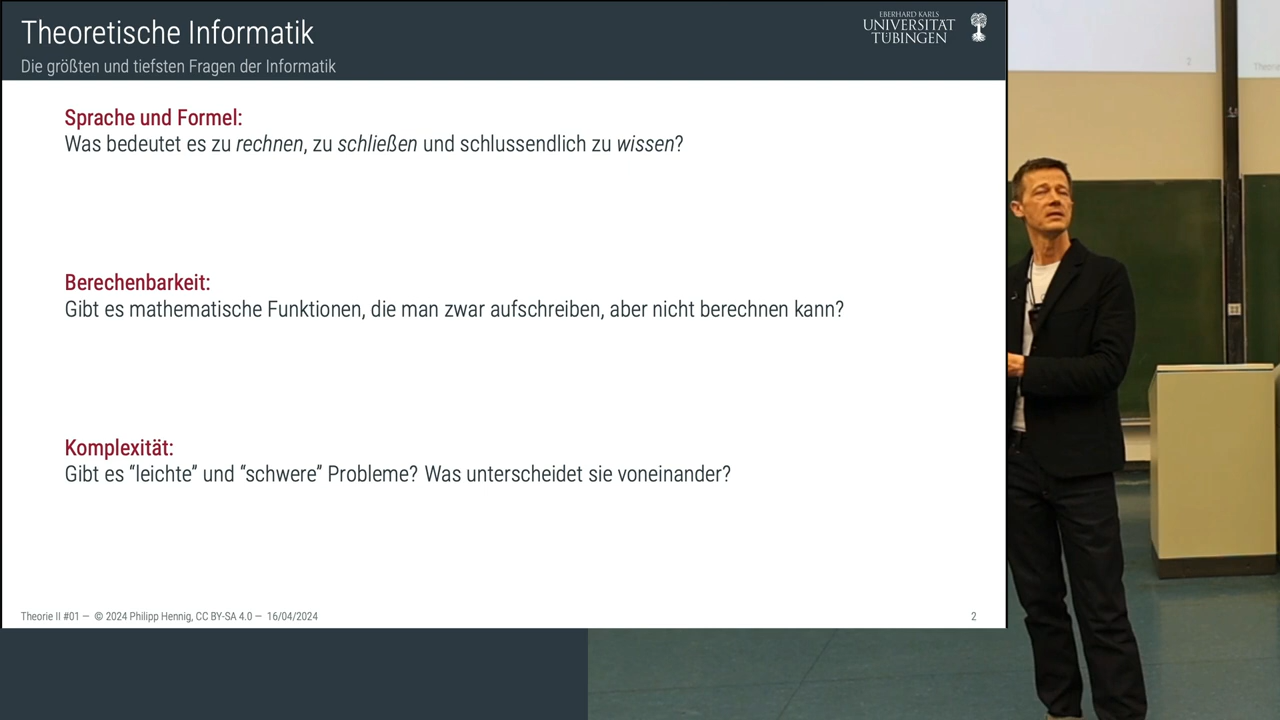 Theoretische Informatik
Die größten und tiefsten Fragen der Informatik
EBERHARD KARLS
UNIVERSITÄT
TÜBINGEN
Sprache und Formel:
Was bedeutet es zu rechnen, zu schließen und schlussendlich zu wissen?
Berechenbarkeit:
Gibt es mathematische Funktionen, die man zwar aufschreiben, aber nicht berechnen kann?
Komplexität:
Gibt es “leichte” und “schwere” Probleme? Was unterscheidet sie voneinander?
Theorie II #01 — © 2024 Philipp Hennig, CC BY-SA 4.0 — 16/04/2024
2